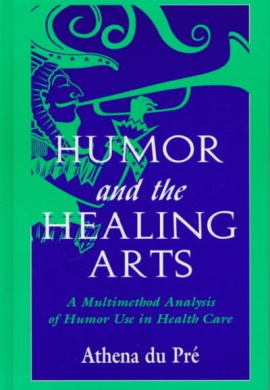 HUMOR
and the
HEALING
ARTS
A Multimethod Analysis
of Humor Use in Health Care
Athena du Pré